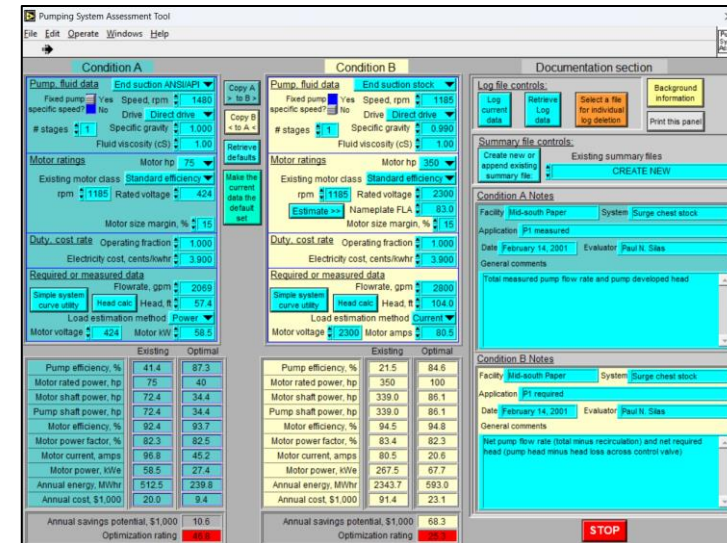 Pumping System Assessment Tool
File Edit Operate Windows Help
Condition A
Pump, fluid data End suction ANSI/API
Fixed pump specific speed? Yes No Speed, rpm 1480
Drive Direct drive
# stages 1 Specific gravity 1.000
Fluid viscosity (cS) 1.00
Motor ratings Motor hp 75
Existing motor class Standard efficiency
rpm 1185 Rated voltage 424
Motor size margin, % 15
Duty, cost rate Operating fraction 1.000
Electricity cost, cents/kwhr 3.900
Required or measured data
Flowrate, gpm 2069
Simple system curve utility Head calc Head, ft 57.4
Load estimation method Power
Motor voltage 424 Motor kW 58.5
Existing Optimal
Pump efficiency, % 41.4 87.3
Motor rated power, hp 75 40
Motor shaft power, hp 72.4 34.4
Pump shaft power, hp 72.4 34.4
Motor efficiency, % 92.4 93.7
Motor power factor, % 82.3 82.5
Motor current, amps 96.8 45.2
Motor power, kWe 58.5 27.4
Annual energy, MWhr 512.5 239.8
Annual cost, $1,000 20.0 9.4
Annual savings potential, $1,000 10.6
Optimization rating
Copy A
> to B >
Copy B
< to A <
Retrieve
defaults
Make the
current
data the
default
set
Condition B
Pump, fluid data End suction stock
Fixed pump specific speed? Yes No Speed, rpm 1185
Drive Direct drive
# stages 1 Specific gravity 0.990
Fluid viscosity (cS) 1.00
Motor ratings Motor hp 350
Existing motor class Standard efficiency
rpm 1185 Rated voltage 2300
Estimate >> Nameplate FLA 83.0
Motor size margin, % 15
Duty, cost rate Operating fraction 1.000
Electricity cost, cents/kwhr 3.900
Required or measured data
Flowrate, gpm 2800
Simple system curve utility Head calc Head, ft 104.0
Load estimation method Current
Motor voltage 2300 Motor amps 80.5
Existing Optimal
Pump efficiency, % 21.5 84.6
Motor rated power, hp 350 100
Motor shaft power, hp 339.0 86.1
Pump shaft power, hp 339.0 86.1
Motor efficiency, % 94.5 94.8
Motor power factor, % 83.4 82.3
Motor current, amps 80.5 20.6
Motor power, kWe 267.5 67.7
Annual energy, MWhr 2343.7 593.0
Annual cost, $1,000 91.4 23.1
Annual savings potential, $1,000 68.3
Optimization rating
Documentation section
Log file controls:
Log
current
data
Retrieve
Log
data
Select a file
for individual
log deletion
Background
information
Print this panel
Summary file controls:
Create new or
append existing
summary file:
Existing summary files
CREATE NEW
Condition A Notes
Facility Mid-south Paper System Surge chest stock
Application P1 measured
Date February 14, 2001 Evaluator Paul N. Silas
General comments
Total measured pump flow rate and pump developed head
Condition B Notes
Facility Mid-south Paper System Surge chest stock
Application P1 required
Date February 14, 2001 Evaluator Paul N. Silas
General comments
Net pump flow rate (total minus recirculation) and net required
head (pump head minus head loss across control valve)
STOP